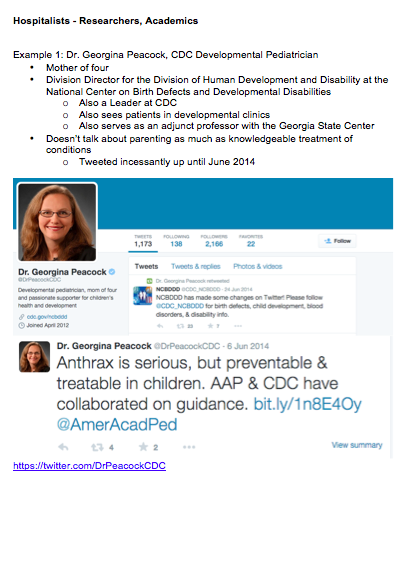 Hospitalists - Researchers, Academics
Example 1: Dr. Georgina Peacock, CDC Developmental Pediatrician
• Mother of four
• Division Director for the Division of Human Development and Disability at the
National Center on Birth Defects and Developmental Disabilities
o Also a Leader at CDC
o Also sees patients in developmental clinics
o Also serves as an adjunct professor with the Georgia State Center
• Doesn't talk about parenting as much as knowledgeable treatment of
conditions
o Tweeted incessantly up until June 2014
TWEETS FOLLOWING FOLLOWERS FAVORITES
1,173 138 2,166 22
Follow
Dr. Georgina Peacock
@DrPeacockCDC
Developmental pediatrician, mom of four
and passionate supporter for children's
health and development
cdc.gov/ncbddd
Joined April 2012
Tweets Tweets & replies Photos & videos
Dr. Georgina Peacock retweeted
NCBDDD @CDC_NCBDDD · 24 Jun 2014
NCBDDD has made some changes on Twitter! Please follow
@CDC_NCBDDD for birth defects, child development, blood
disorders, & disability info.
23 7
Dr. Georgina Peacock @DrPeacockCDC · 6 Jun 2014
Anthrax is serious, but preventable &
treatable in children. AAP & CDC have
collaborated on guidance. bit.ly/1n8E4Oy
@AmerAcadPed
4 2 View summary
https://twitter.com/DrPeacockCDC